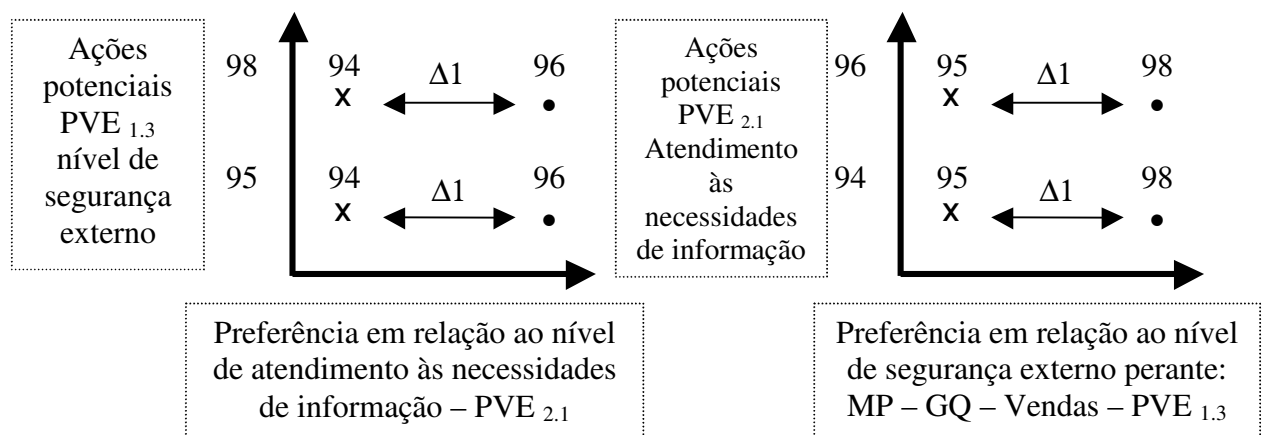 Ações
potenciais
PVE 1.3
nível de
segurança
externo
98
94
Δ1
96
x
•
95
94
Δ1
96
x
•
Preferência em relação ao nível
de atendimento às necessidades
de informação – PVE 2.1
Ações
potenciais
PVE 2.1
Atendimento
às
necessidades
de informação
96
95
Δ1
98
x
•
94
95
Δ1
98
x
•
Preferência em relação ao nível
de segurança externo perante:
MP – GQ – Vendas – PVE 1.3